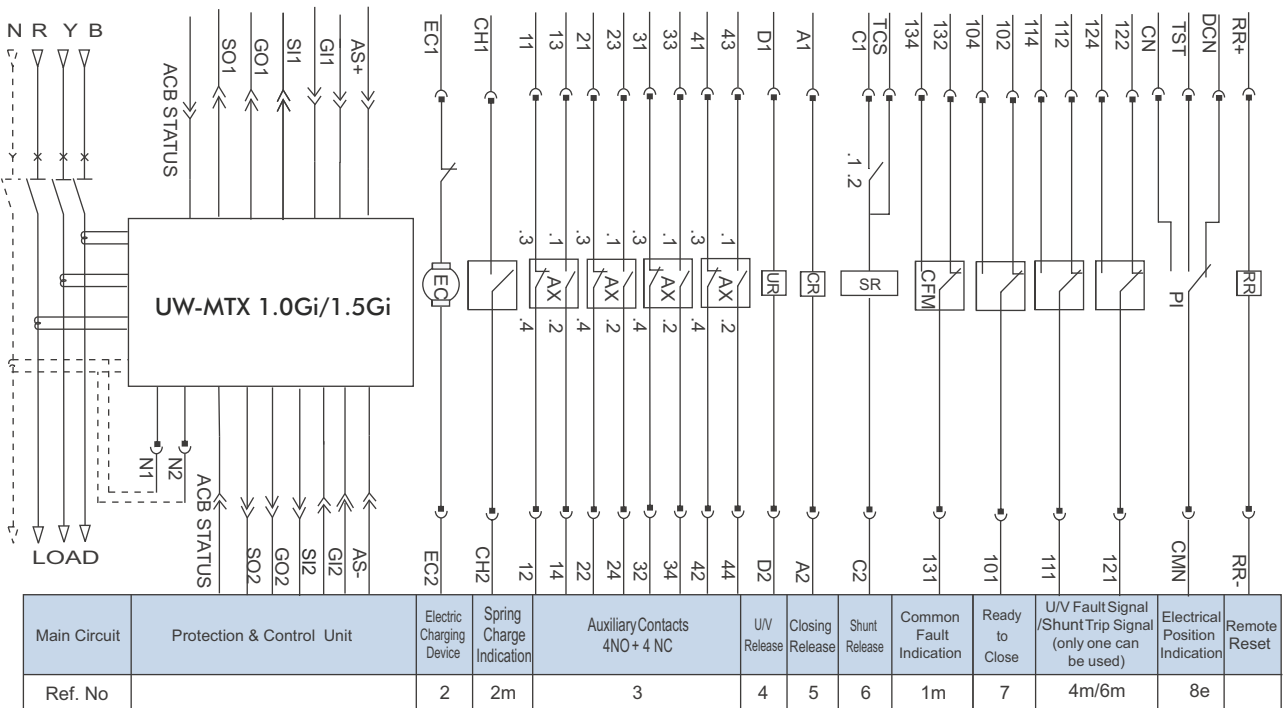 N R Y B
ACB STATUS
SO1
GO1
SI1
GI1
AS+
EC1
CH1
11
13
21
23
31
33
41
43
D1
A1
C1
TCS
134
132
104
102
114
112
124
122
CN
TST
DCN
RR+
.1 .2
UW-MTX 1.0Gi/1.5Gi
EC
.3
.1
.3
.1
.3
.1
.3
.1
AX
AX
AX
AX
.4
.2
.4
.2
.4
.2
.4
.2
UR
CR
SR
CFM
PI
RR
N1
N2
LOAD
ACB STATUS
SO2
GO2
SI2
GI2
AS-
EC2
CH2
12
14
22
24
32
34
42
44
D2
A2
C2
131
101
111
121
CMN
RR-
Main Circuit
Protection & Control Unit
Electric
Charging
Device
Spring
Charge
Indication
Auxiliary Contacts
4NO + 4 NC
U/V
Release
Closing
Release
Shunt
Release
Common
Fault
Indication
Ready
to
Close
U/V Fault Signal
/Shunt Trip Signal
(only one can
be used)
Electrical
Position
Indication
Remote
Reset
Ref. No
2
2m
3
4
5
6
1m
7
4m/6m
8e